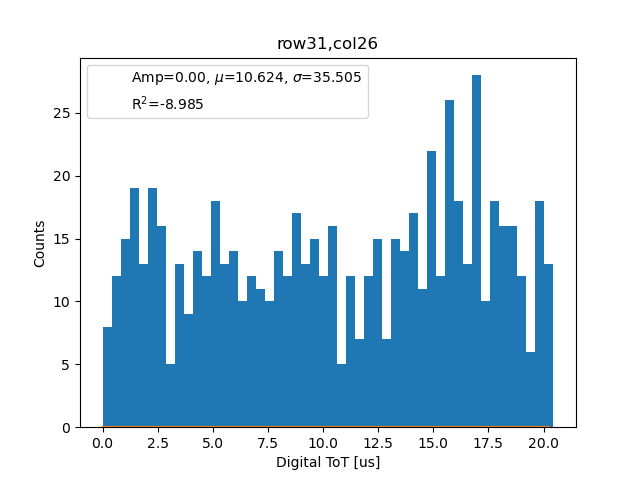 row31,col26
Amp=0.00, μ=10.624, σ=35.505
R²=-8.985
25
20
15
10
5
0
Counts
0.0 2.5 5.0 7.5 10.0 12.5 15.0 17.5 20.0
Digital ToT [us]